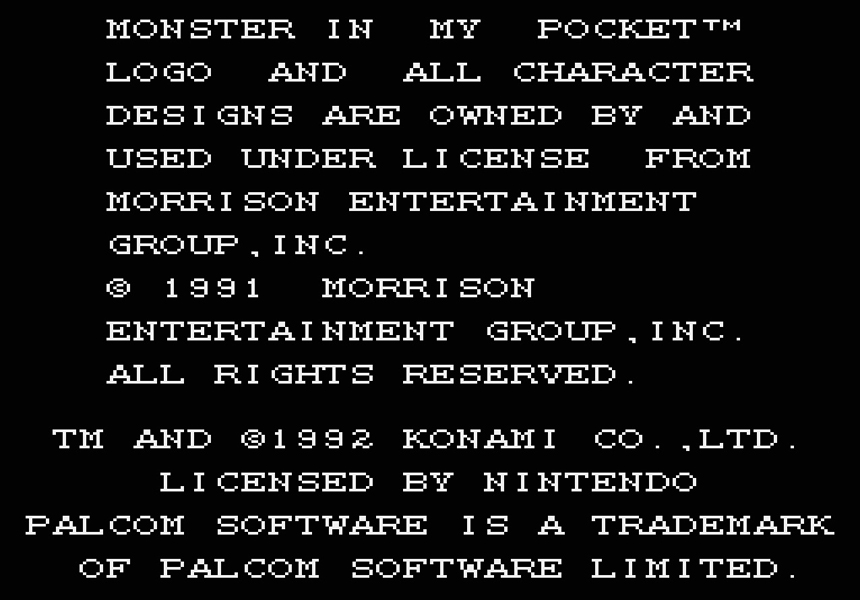 MONSTER IN MY POCKET™
LOGO AND ALL CHARACTER
DESIGNS ARE OWNED BY AND
USED UNDER LICENSE FROM
MORRISON ENTERTAINMENT
GROUP,INC.
© 1991 MORRISON
ENTERTAINMENT GROUP,INC.
ALL RIGHTS RESERVED.
TM AND ©1992 KONAMI CO.,LTD.
LICENSED BY NINTENDO
PALCOM SOFTWARE IS A TRADEMARK
OF PALCOM SOFTWARE LIMITED.